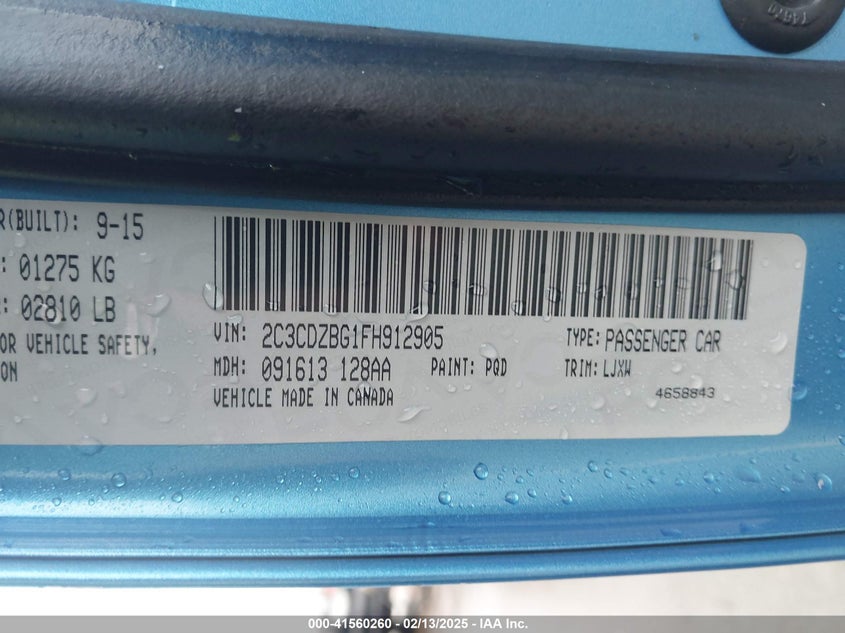 R(BUILT): 9-15
: 01275 KG
: 02810 LB
OR VEHICLE SAFETY,
ON
VIN: 2C3CDZBG1FH912905
TYPE: PASSENGER CAR
MDH: 091613 128AA
PAINT: PQD
TRIM: LJXW
VEHICLE MADE IN CANADA
4658843
000-41560260 - 02/13/2025 - IAA Inc.